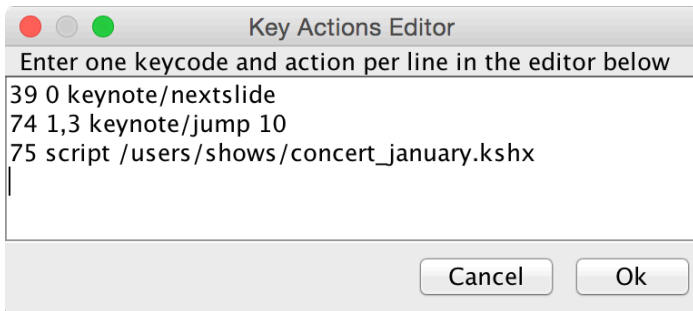 Key Actions Editor
Enter one keycode and action per line in the editor below
39 0 keynote/nextslide
74 1,3 keynote/jump 10
75 script /users/shows/concert_january.kshx
Cancel Ok